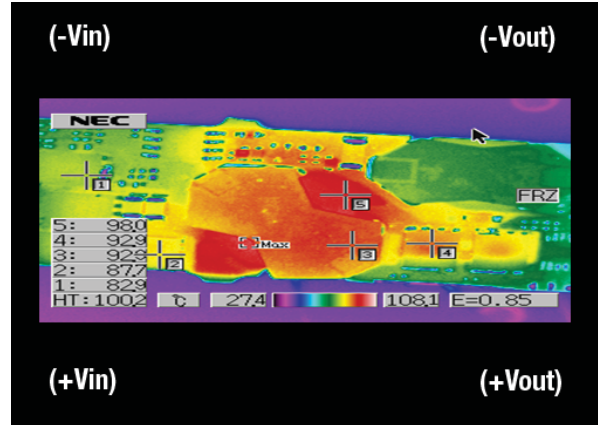 (-Vin) (-Vout)
NEC
1
5
FRZ
5: 98.0
4: 92.9
3: 92.9
2: 87.7
1: 82.9
2
Max
3
4
HT:100.2 ℃ 27.4 108.1 E=0.85
(+Vin) (+Vout)